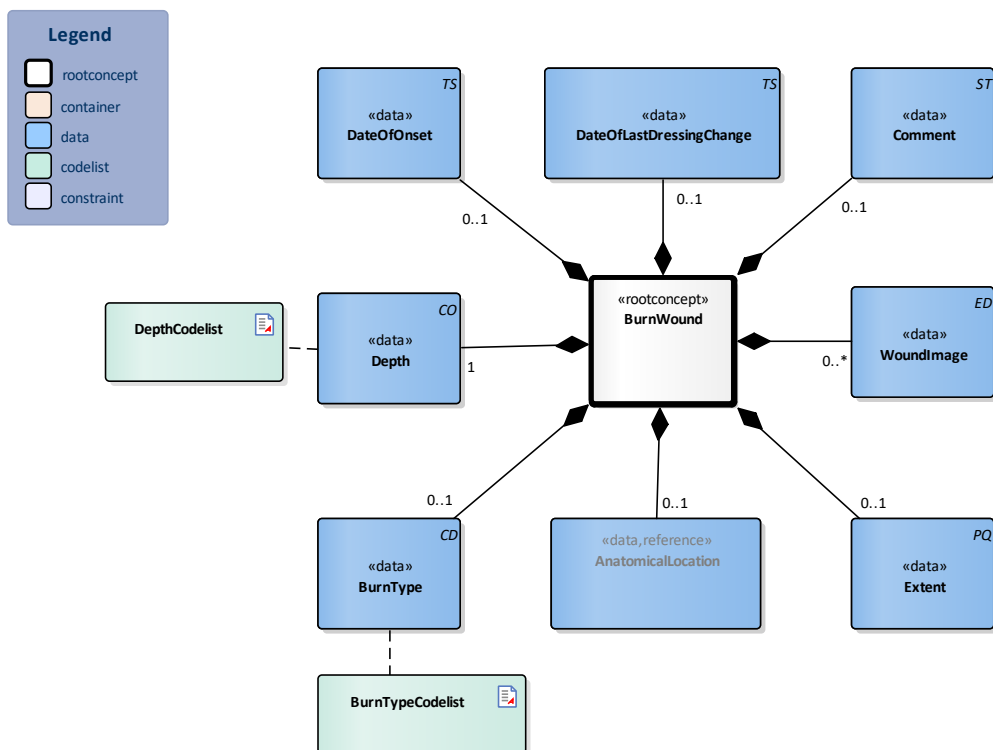 Legend
rootconcept
container
data
codelist
constraint
TS
«data»
DateOfOnset
0..1
TS
«data»
DateOfLastDressingChange
0..1
ST
«data»
Comment
0..1
DepthCodelist
CO
«data»
Depth
1
«rootconcept»
BurnWound
ED
«data»
WoundImage
0..*
0..1
CD
«data»
BurnType
0..1
«data,reference»
AnatomicalLocation
0..1
PQ
«data»
Extent
BurnTypeCodelist